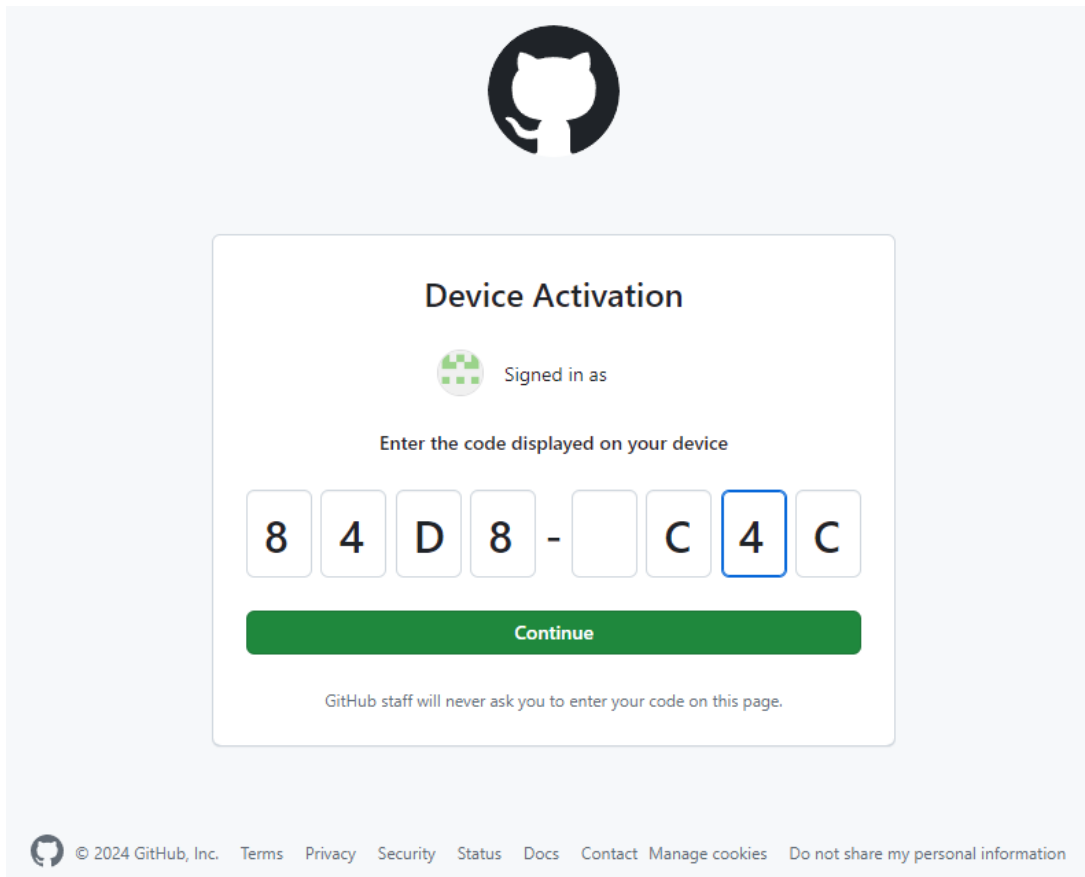 Device Activation
Signed in as
Enter the code displayed on your device
8 4 D 8 - C 4 C
Continue
GitHub staff will never ask you to enter your code on this page.
© 2024 GitHub, Inc. Terms Privacy Security Status Docs Contact Manage cookies Do not share my personal information